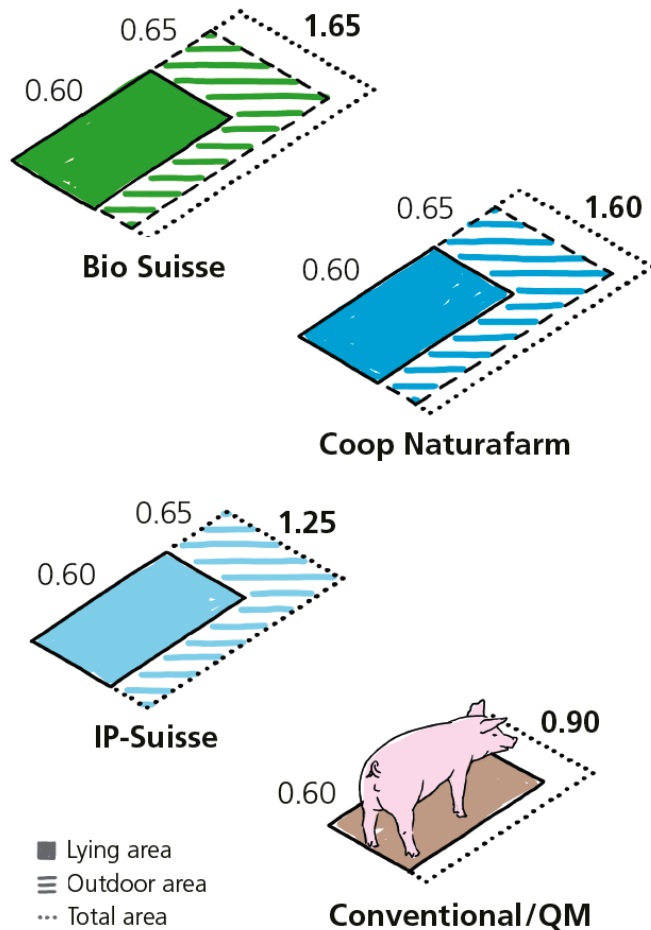 0.65
1.65
0.60
Bio Suisse
0.65
1.60
0.60
Coop Naturafarm
0.65
1.25
0.60
IP-Suisse
0.90
0.60
Lying area
Outdoor area
Total area
Conventional/QM